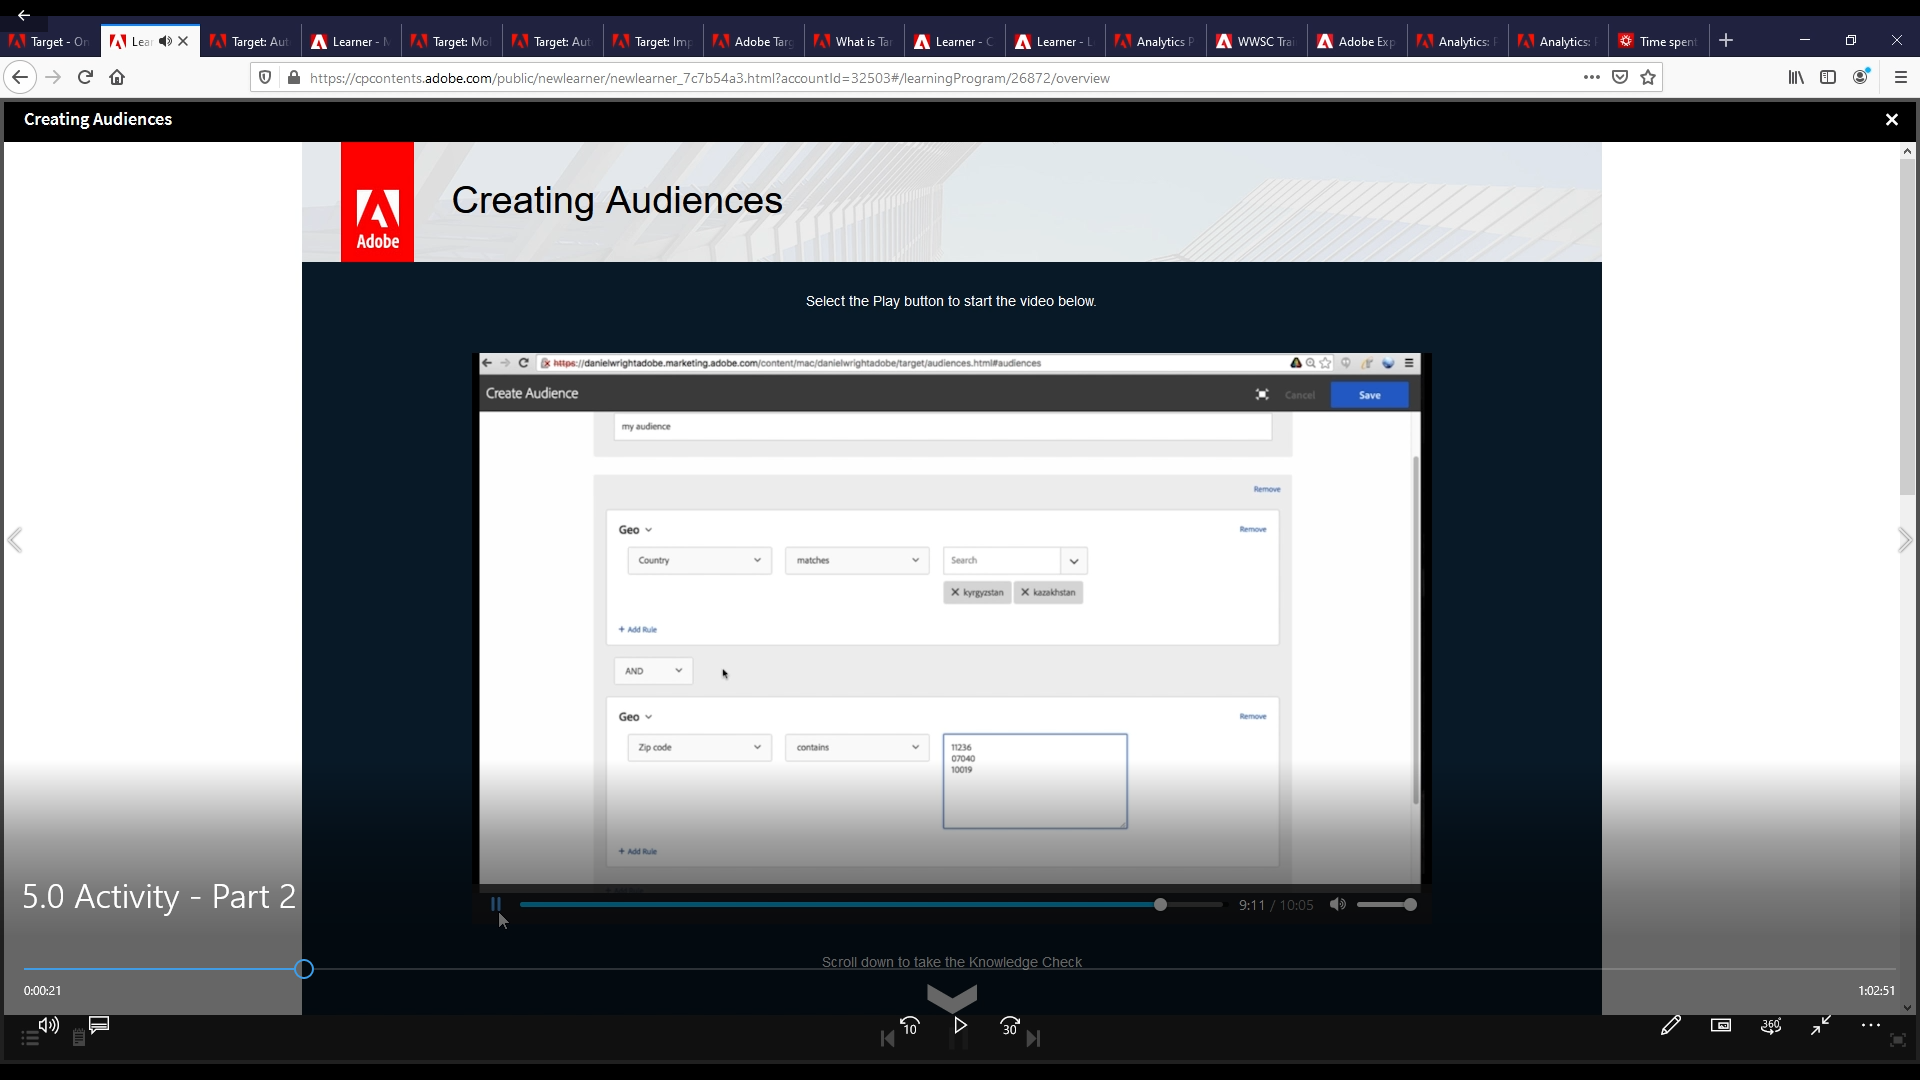 Target - On
Lear
Target: Aut
Learner - M
Target: Mo
Target: Aut
Target: Imp
Adobe Targ
What is Tar
Learner - C
Learner - L
Analytics P
WWSC Trai
Adobe Exp
Analytics: F
Analytics: I
Time spent
https://cpcontents.adobe.com/public/newlearner/newlearner_7c7b54a3.html?accountId=32503#/learningProgram/26872/overview
Creating Audiences
Adobe
Creating Audiences
Select the Play button to start the video below.
https://danielwrightadobe.marketing.adobe.com/content/mac/danielwrightadobe/target/audiences.html#audiences
Create Audience
Cancel
Save
my audience
Remove
Geo
Remove
Country
matches
Search
kyrgyzstan
kazakhstan
+ Add Rule
AND
Geo
Remove
Zip code
contains
11236
07040
10019
+ Add Rule
5.0 Activity - Part 2
9:11 / 10:05
Scroll down to take the Knowledge Check
0:00:21
1:02:51
10
30
360°